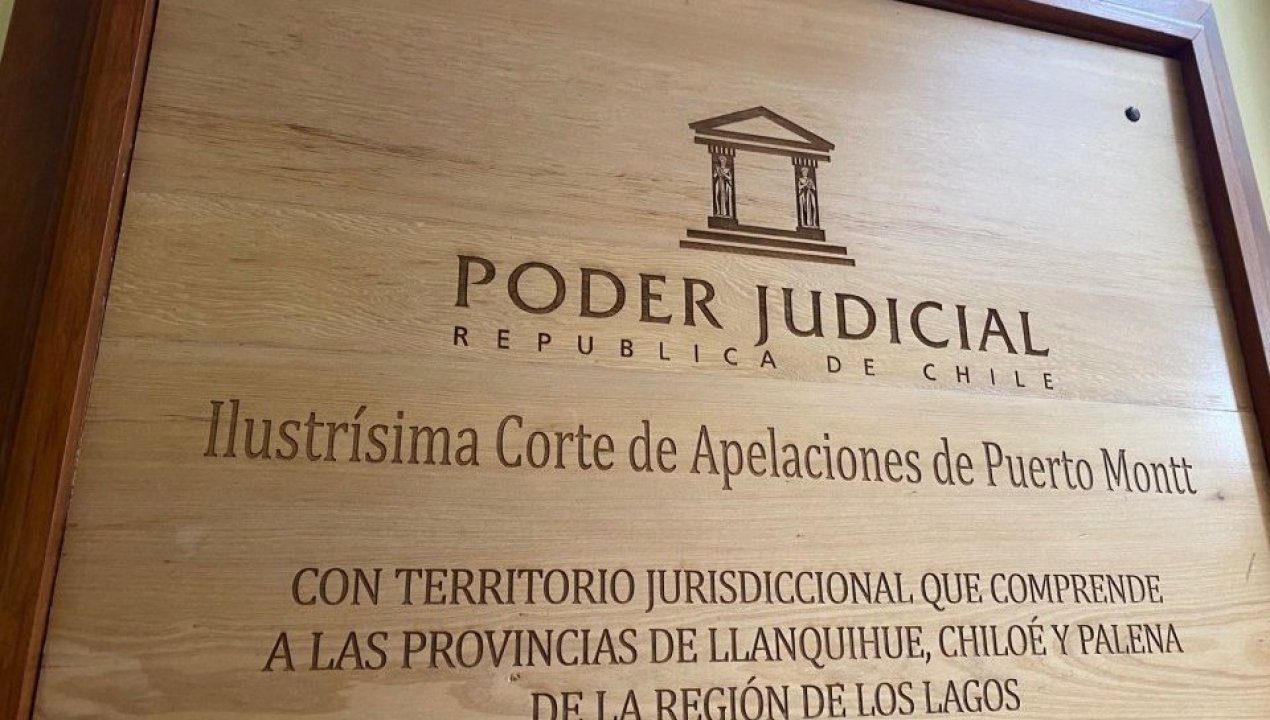 PODER JUDICIAL
REPUBLICA DE CHILE
Ilustrísima Corte de Apelaciones de Puerto Montt
CON TERRITORIO JURISDICCIONAL QUE COMPRENDE
A LAS PROVINCIAS DE LLANQUIHUE, CHILOÉ Y PALENA
DE LA REGIÓN DE LOS LAGOS